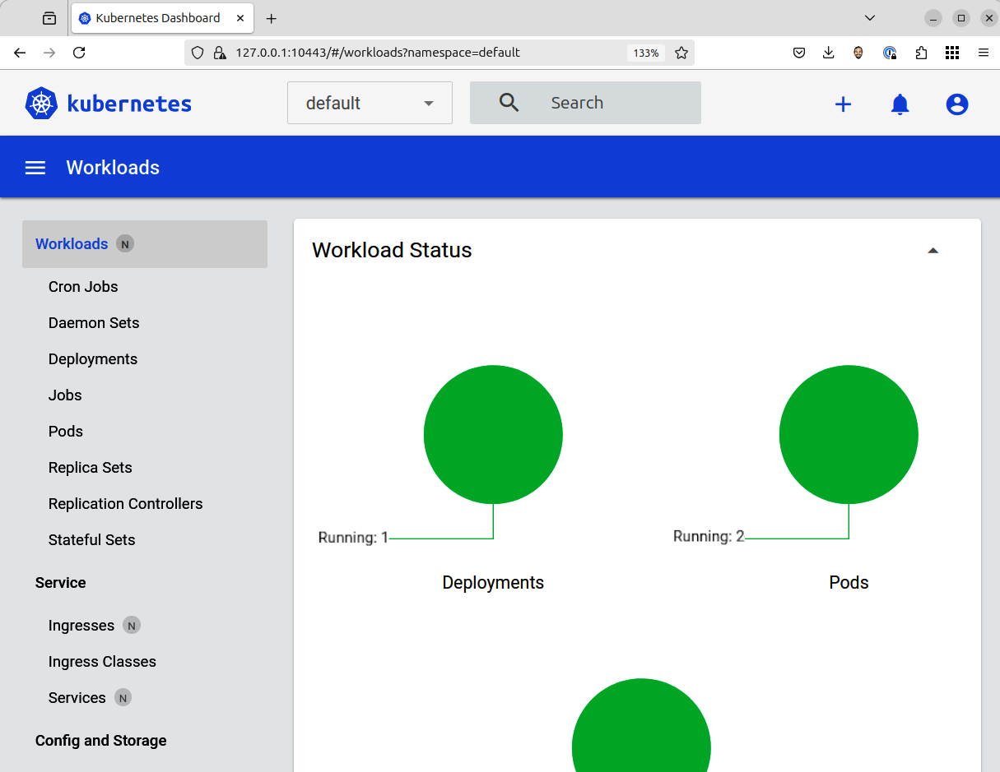 Kubernetes Dashboard
127.0.0.1:10443/#/workloads?namespace=default
133%
kubernetes
default
Search
Workloads
Workloads N
Cron Jobs
Daemon Sets
Deployments
Jobs
Pods
Replica Sets
Replication Controllers
Stateful Sets
Service
Ingresses N
Ingress Classes
Services N
Config and Storage
Workload Status
Running: 1
Deployments
Running: 2
Pods